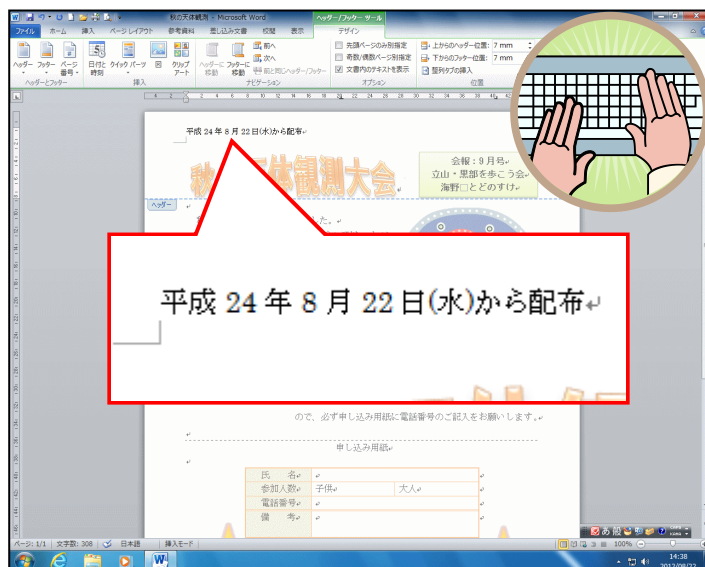 秋の天体観測 - Microsoft Word
ヘッダー/フッター ツール
ファイル ホーム 挿入 ページ レイアウト 参考資料 差し込み文書 校閲 表示 デザイン
ヘッダー フッター ページ番号 日付と時刻 クイック パーツ 図 クリップアート ヘッダーに移動 フッターに移動 前へ 次へ 前と同じヘッダー/フッター
先頭ページのみ別指定
奇数/偶数ページ別指定
文書内のテキストを表示
上からのヘッダー位置: 7 mm
下からのフッター位置: 7 mm
整列タブの挿入
ヘッダーとフッター 挿入 ナビゲーション オプション 位置
平成 24 年 8 月 22 日(水)から配布
体観測大会
会報:9 月号
立山・黒部を歩こう会
海野□とどのすけ
ヘッダー
した。
平成 24 年 8 月 22 日(水)から配布
ので、必ず申し込み用紙に電話番号のご記入をお願いします。
申し込み用紙
氏 名
参加人数 子供 大人
電話番号
備 考
ページ: 1/1 文字数: 308 日本語 挿入モード
あ 般
100%
14:38
2012/08/22